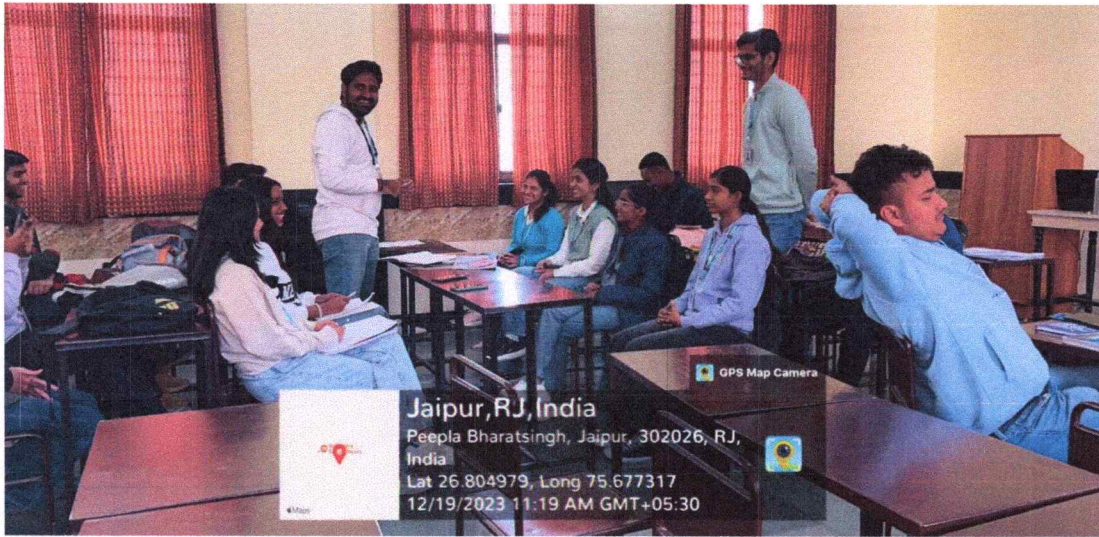 GPS Map Camera
Jaipur,RJ,India
Peepla Bharatsingh, Jaipur, 302026, RJ,
India
Lat 26.804979, Long 75.677317
12/19/2023 11:19 AM GMT+05:30
Maps